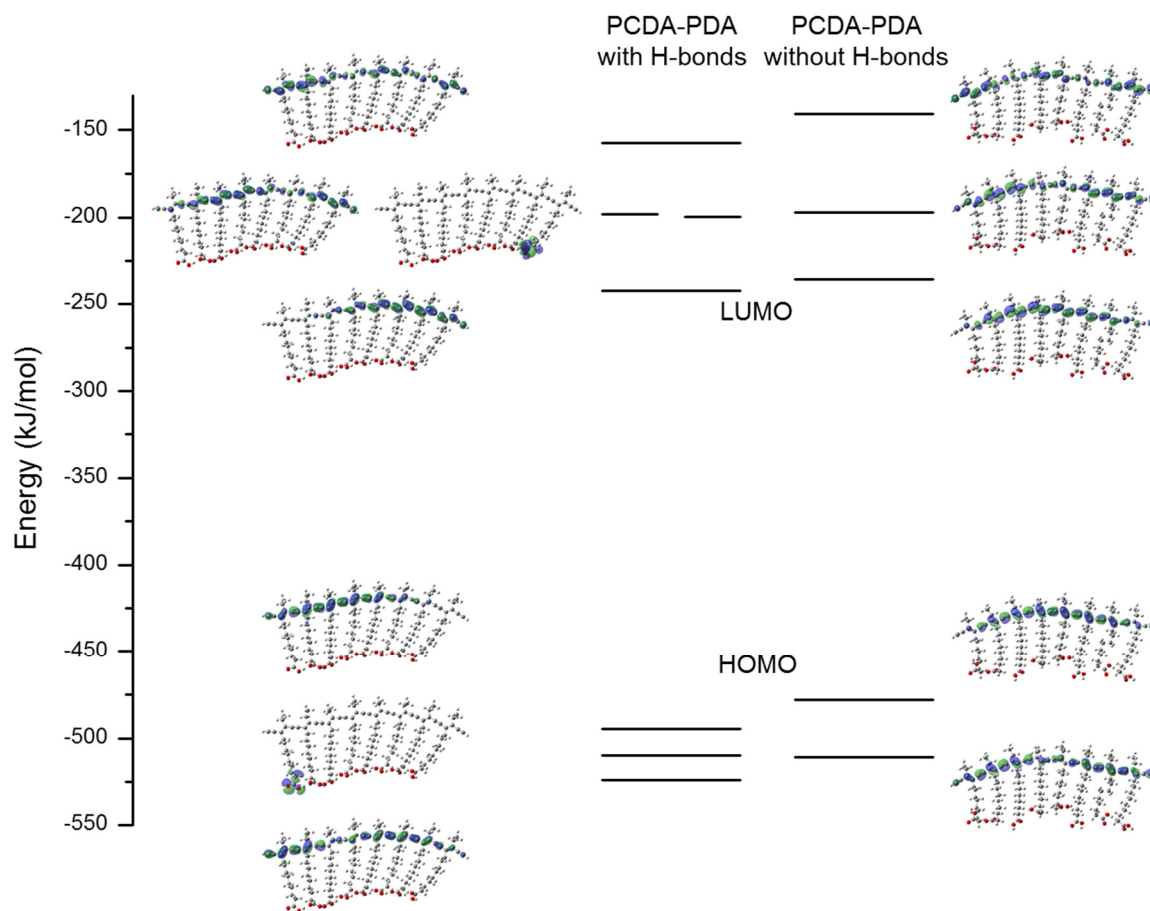 PCDA-PDA
with H-bonds
PCDA-PDA
without H-bonds
Energy (kJ/mol)
-150
-200
-250
-300
-350
-400
-450
-500
-550
LUMO
HOMO